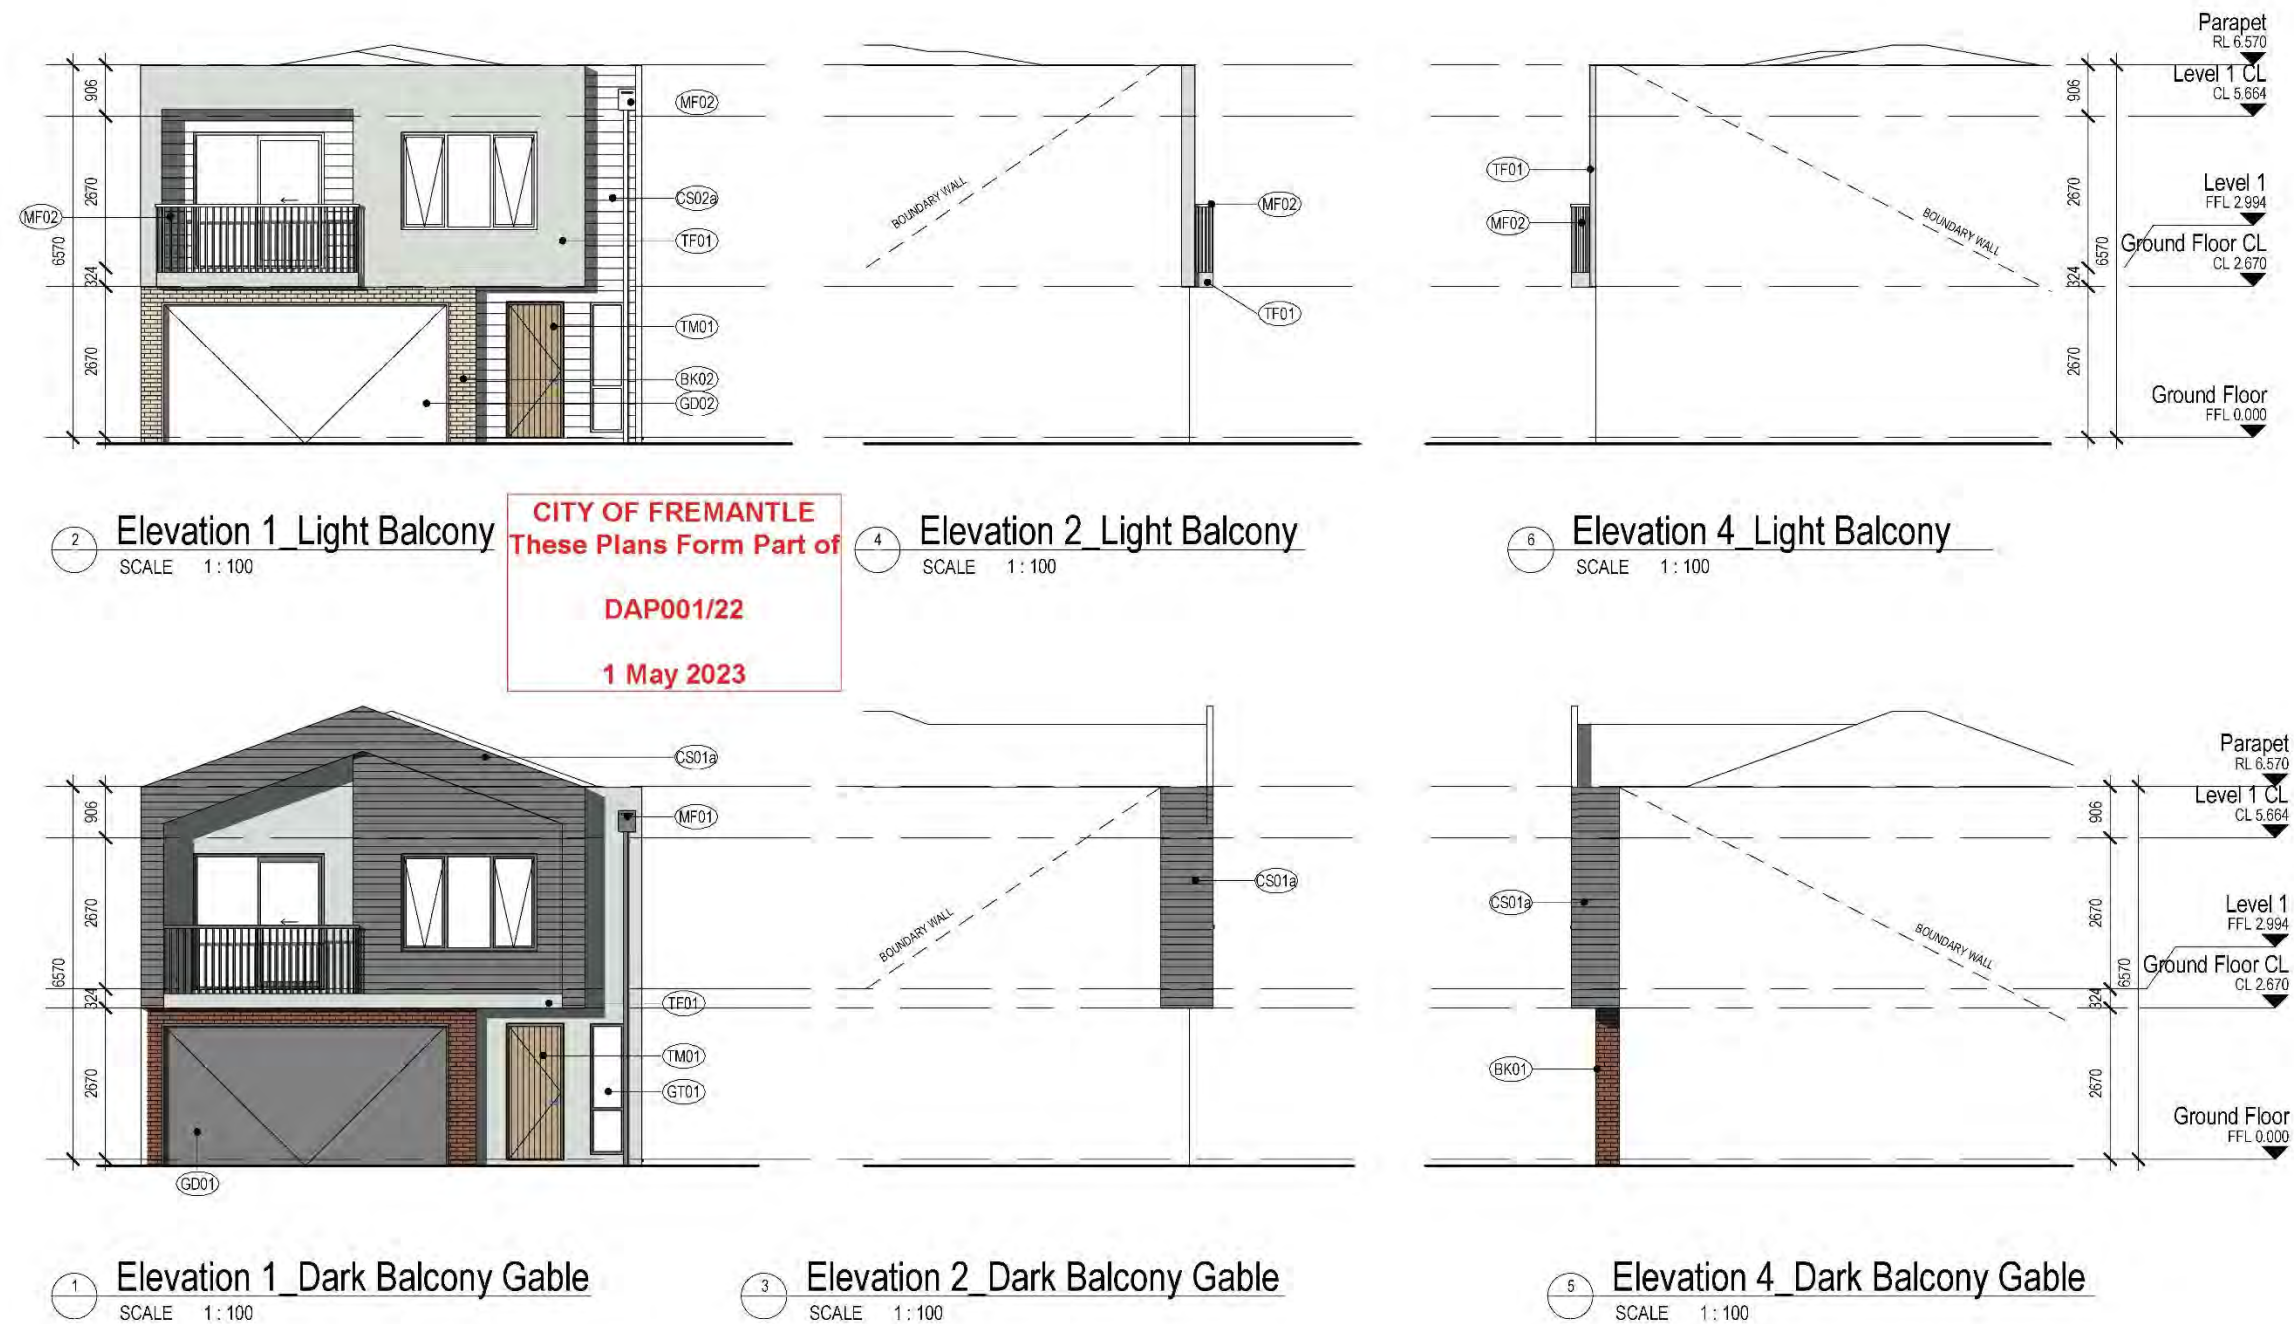 Parapet
RL 6.570
Level 1 CL
CL 5.664
Level 1
FFL 2.994
Ground Floor CL
CL 2.670
Ground Floor
FFL 0.000
906
2670
324
2670
6570
MF02
MF02
CS02a
TF01
TM01
BK02
GD02
BOUNDARY WALL
MF02
TF01
TF01
MF02
BOUNDARY WALL
906
2670
324
2670
6570
2
Elevation 1_Light Balcony
SCALE 1 : 100
4
Elevation 2_Light Balcony
SCALE 1 : 100
6
Elevation 4_Light Balcony
SCALE 1 : 100
CITY OF FREMANTLE
These Plans Form Part of
DAP001/22
1 May 2023
906
2670
324
2670
6570
CS01a
MF01
TF01
TM01
GT01
GD01
BOUNDARY WALL
CS01a
CS01a
BK01
BOUNDARY WALL
906
2670
324
2670
6570
Parapet
RL 6.570
Level 1 CL
CL 5.664
Level 1
FFL 2.994
Ground Floor CL
CL 2.670
Ground Floor
FFL 0.000
1
Elevation 1_Dark Balcony Gable
SCALE 1 : 100
3
Elevation 2_Dark Balcony Gable
SCALE 1 : 100
5
Elevation 4_Dark Balcony Gable
SCALE 1 : 100